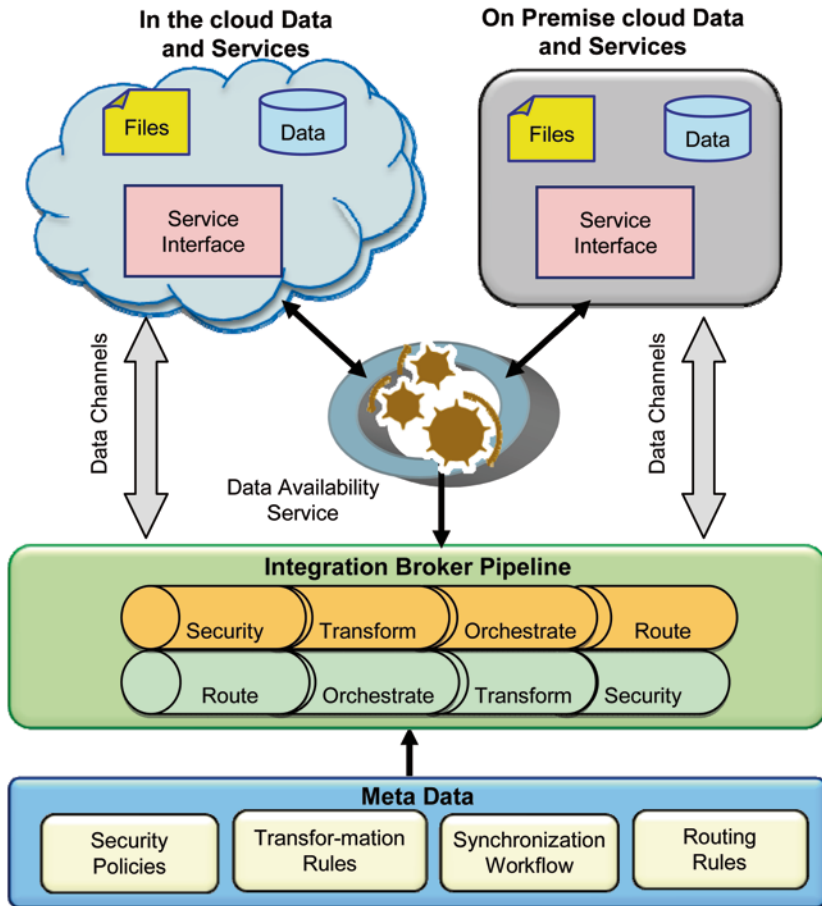 In the cloud Data
and Services
On Premise cloud Data
and Services
Files
Data
Service
Interface
Files
Data
Service
Interface
Data Channels
Data Channels
Data Availability
Service
Integration Broker Pipeline
Security Transform Orchestrate Route
Route Orchestrate Transform Security
Meta Data
Security
Policies
Transfor-mation
Rules
Synchronization
Workflow
Routing
Rules